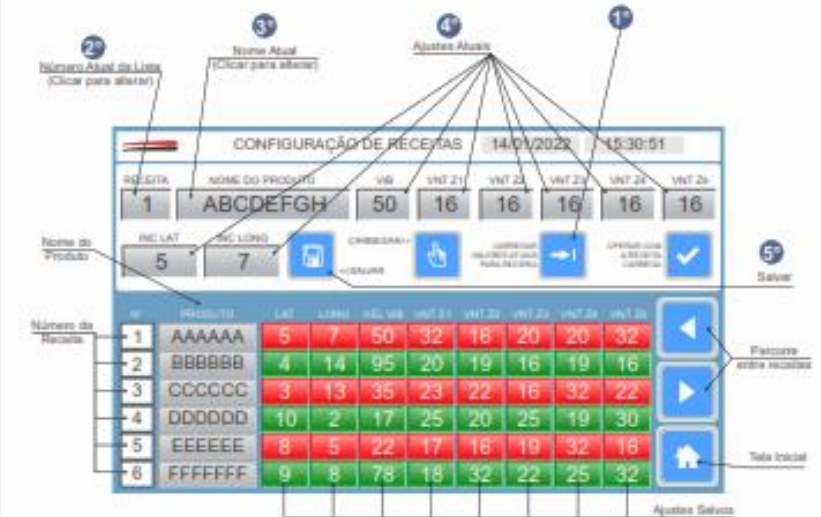 1º
3º
4º
2º
Nome Atual
(Clicar para alterar)
Ajustes Atuais
Número Atual da Lista
(Clicar para alterar)
CONFIGURAÇÃO DE RECEITAS 14/01/2022 15:30:51
RECEITA NOME DO PRODUTO VIB VNT Z1 VNT Z2 VNT Z3 VNT Z4 VNT Z5
1 ABCDEFGH 50 16 16 16 16 16
INC LAT INC LONG
5 7
CARREGAR>>
<<SALVAR
CARREGAR
VALORES ATUAIS
PARA RECEITA
OPERAR COM
A RECEITA
CARREGA
Nome do
Produto
5º
Salvar
Nº PRODUTO LAT LONG VEL VIB VNT Z1 VNT Z2 VNT Z3 VNT Z4 VNT Z5
Número da
Receita
1 AAAAAA 5 7 50 32 16 20 20 32
2 BBBBBB 4 14 95 20 19 16 19 16
3 CCCCCC 3 13 35 23 22 16 32 22
4 DDDDDD 10 2 17 25 20 25 19 30
5 EEEEEE 8 5 22 17 16 19 32 16
6 FFFFFFF 9 8 78 18 32 22 25 32
Percorre
entre receitas
Tela Inicial
Ajustes Salvos